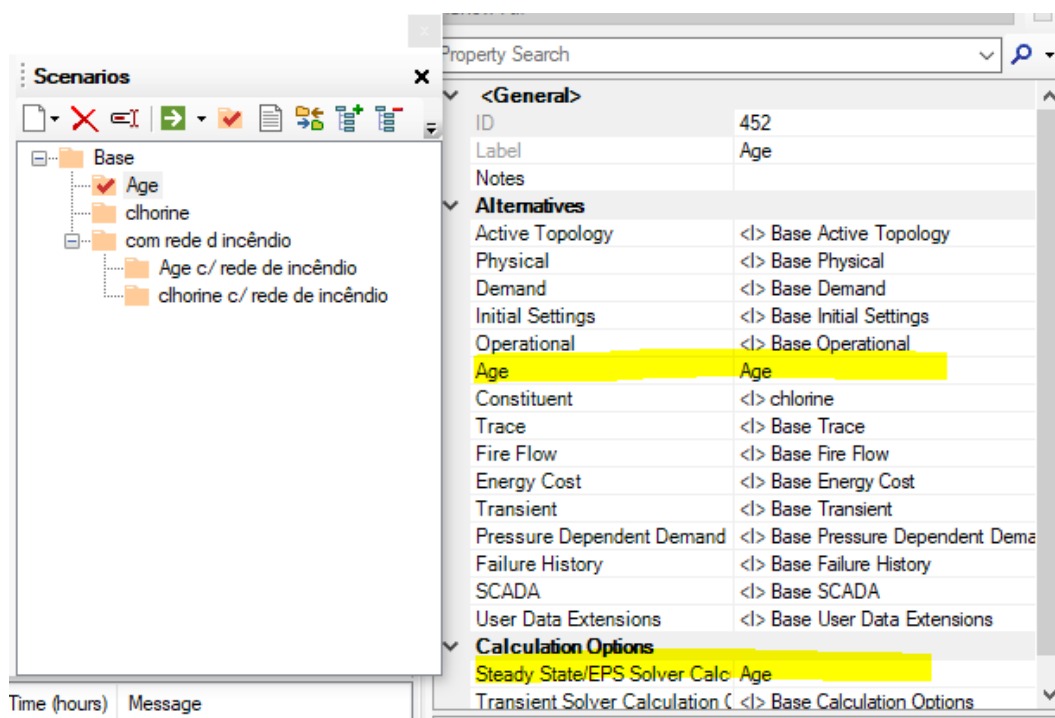 Property Search
Scenarios
Base
Age
clhorine
com rede d incêndio
Age c/ rede de incêndio
clhorine c/ rede de incêndio
Time (hours) Message
<General>
ID 452
Label Age
Notes
Alternatives
Active Topology <I> Base Active Topology
Physical <I> Base Physical
Demand <I> Base Demand
Initial Settings <I> Base Initial Settings
Operational <I> Base Operational
Age Age
Constituent <I> chlorine
Trace <I> Base Trace
Fire Flow <I> Base Fire Flow
Energy Cost <I> Base Energy Cost
Transient <I> Base Transient
Pressure Dependent Demand <I> Base Pressure Dependent Dema
Failure History <I> Base Failure History
SCADA <I> Base SCADA
User Data Extensions <I> Base User Data Extensions
Calculation Options
Steady State/EPS Solver Calc Age
Transient Solver Calculation ( <I> Base Calculation Options